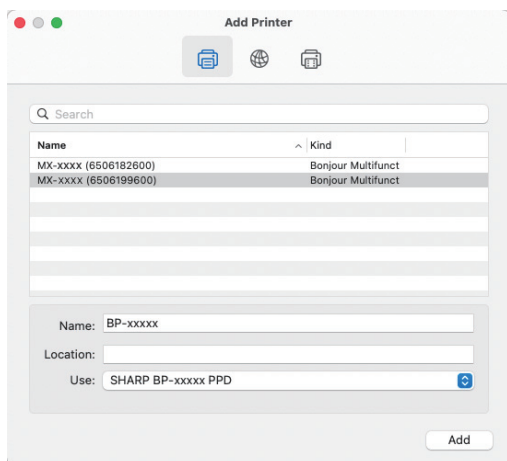 Add Printer
Search
Name Kind
MX-xxxx (6506182600) Bonjour Multifunct
MX-xxxx (6506199600) Bonjour Multifunct
Name: BP-xxxxx
Location:
Use: SHARP BP-xxxxx PPD
Add